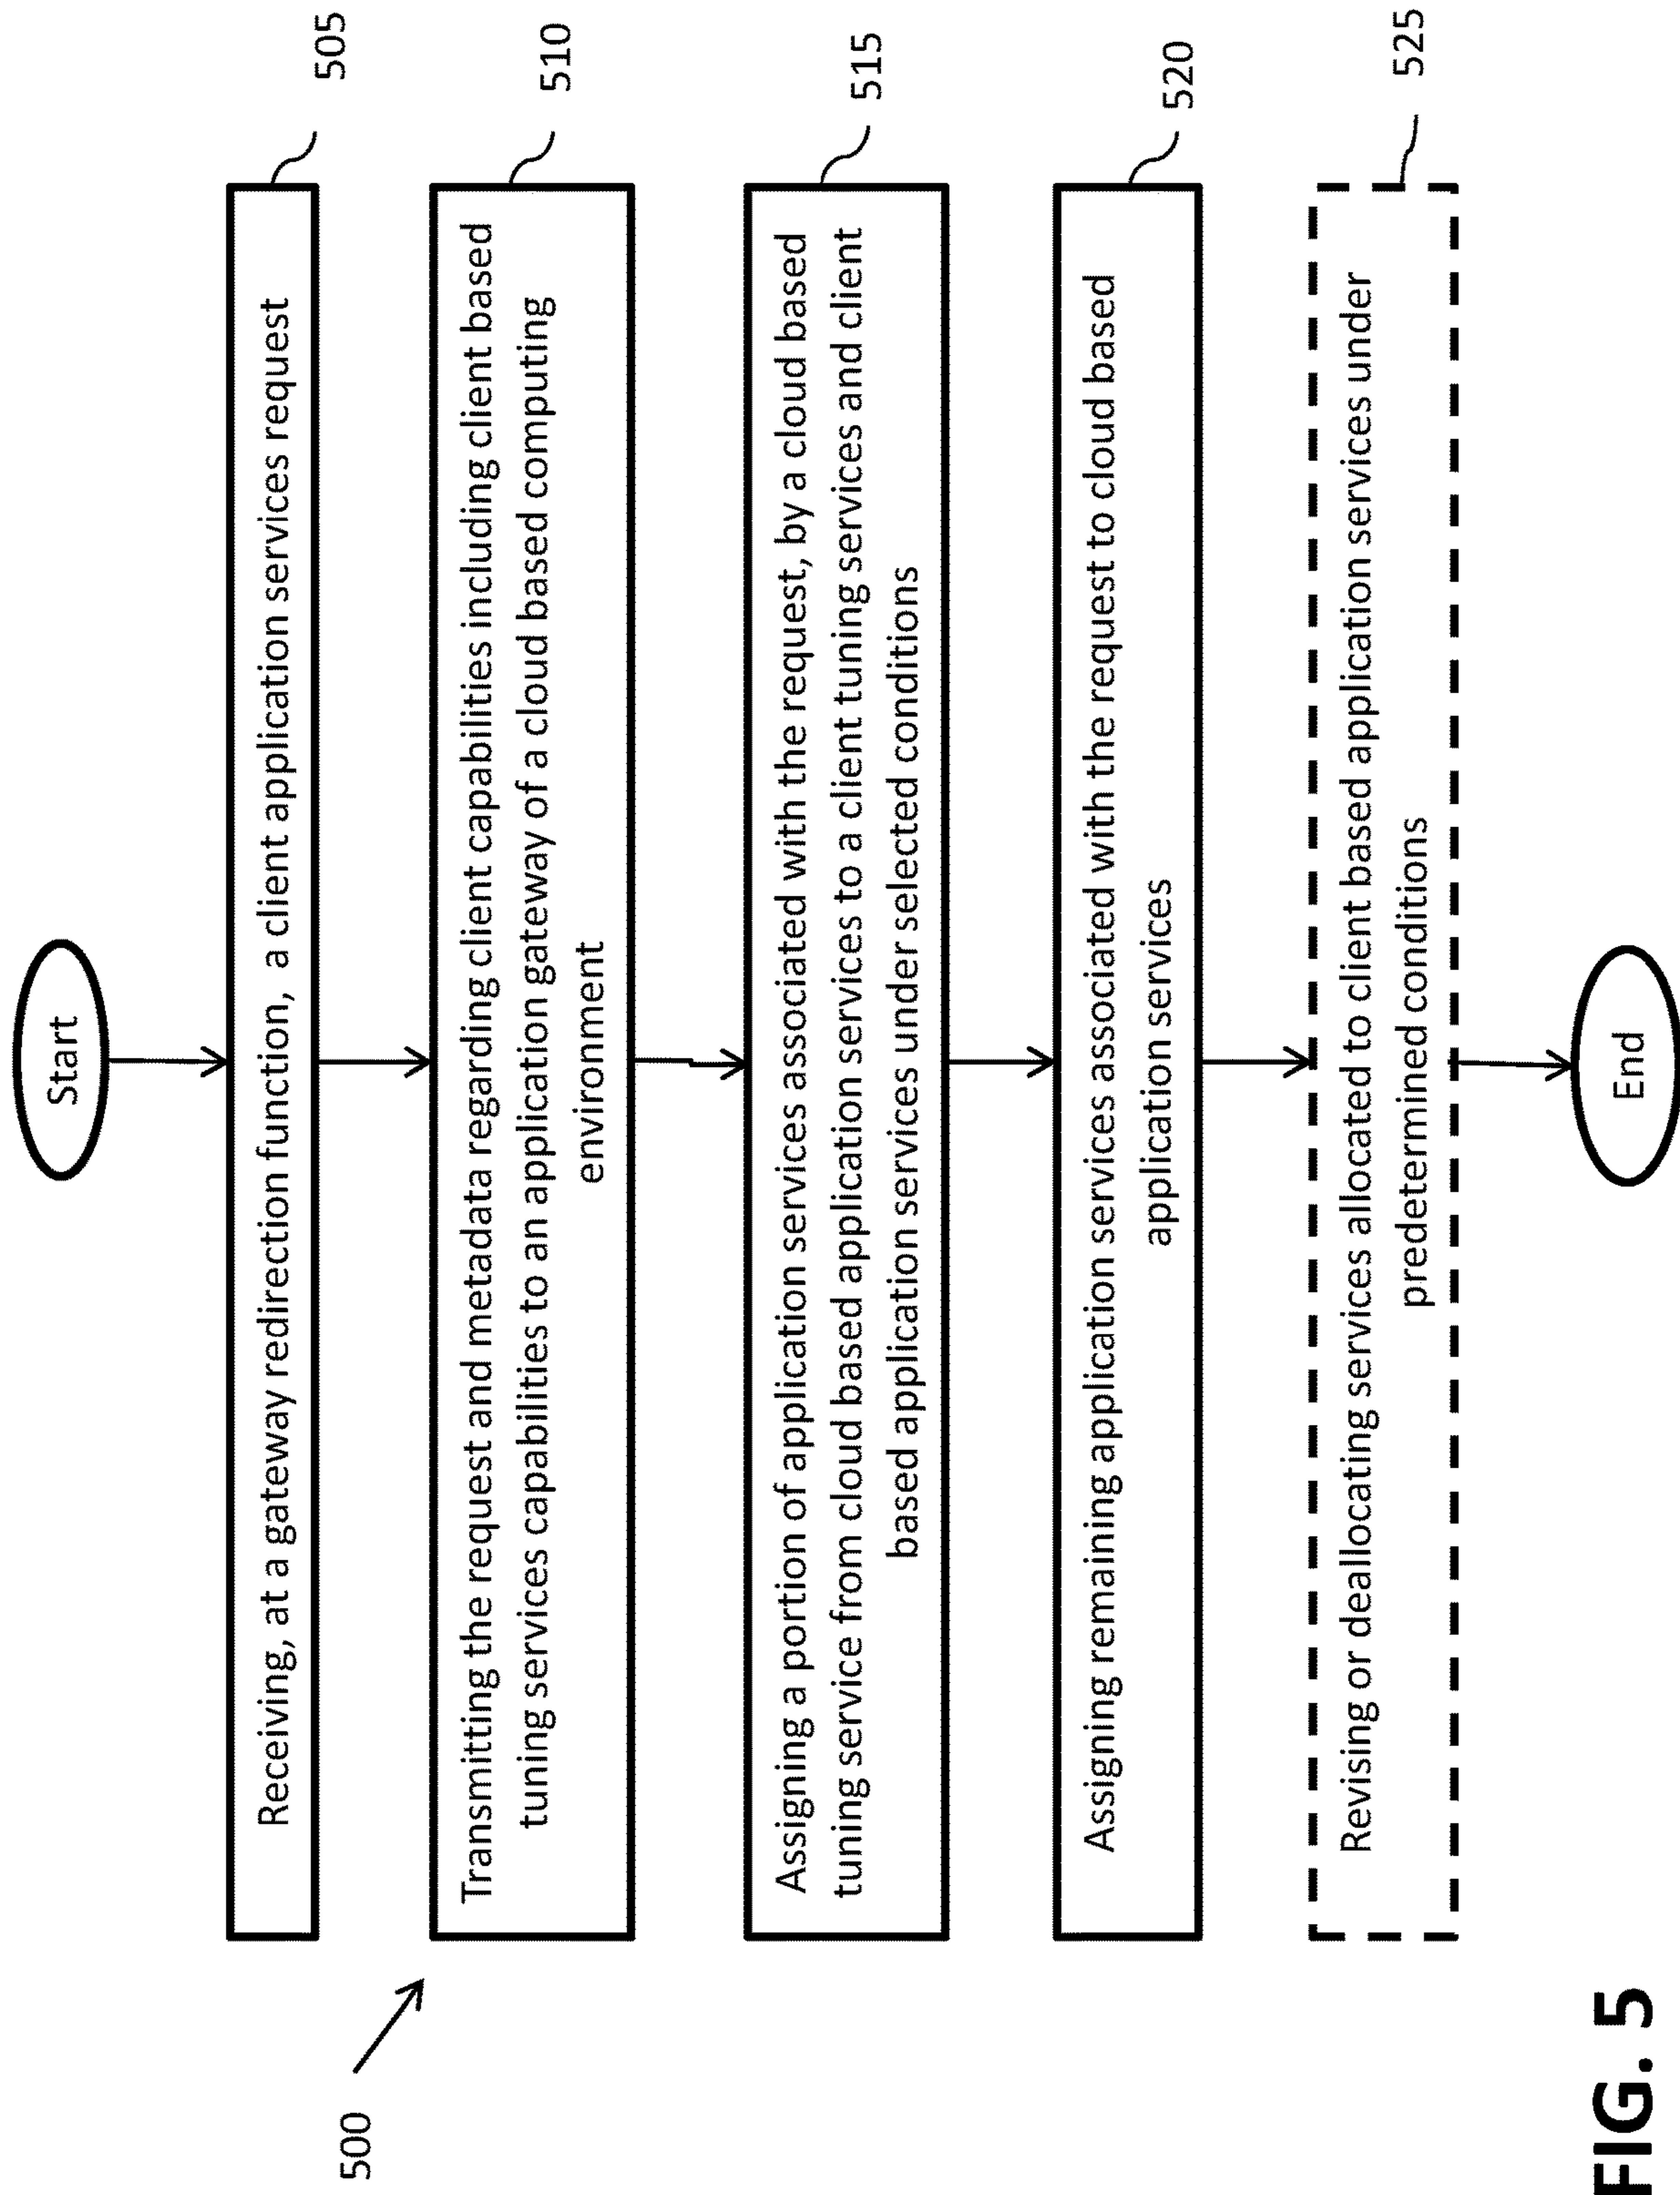 Start
Receiving, at a gateway redirection function, a client application services request
505
500
Transmitting the request and metadata regarding client capabilities including client based
tuning services capabilities to an application gateway of a cloud based computing
environment
510
Assigning a portion of application services associated with the request, by a cloud based
tuning service from cloud based application services to a client tuning services and client
based application services under selected conditions
515
Assigning remaining application services associated with the request to cloud based
application services
520
Revising or deallocating services allocated to client based application services under
predetermined conditions
525
End
FIG. 5